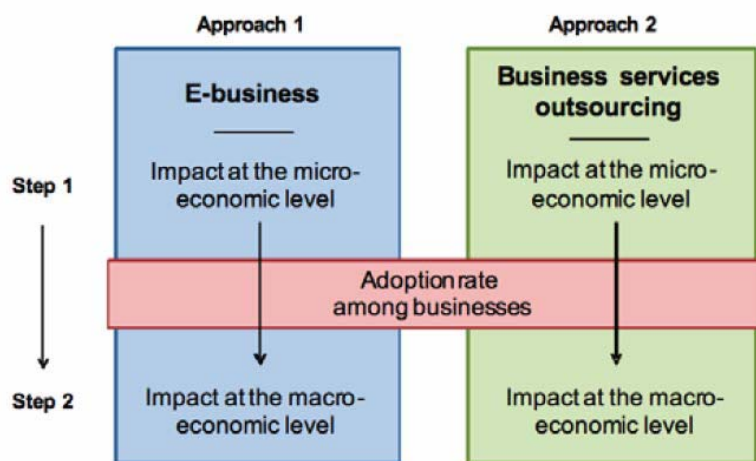 Approach 1
Approach 2
E-business
Business services
outsourcing
Step 1
Impact at the micro-
economic level
Impact at the micro-
economic level
Adoption rate
among businesses
Step 2
Impact at the macro-
economic level
Impact at the macro-
economic level